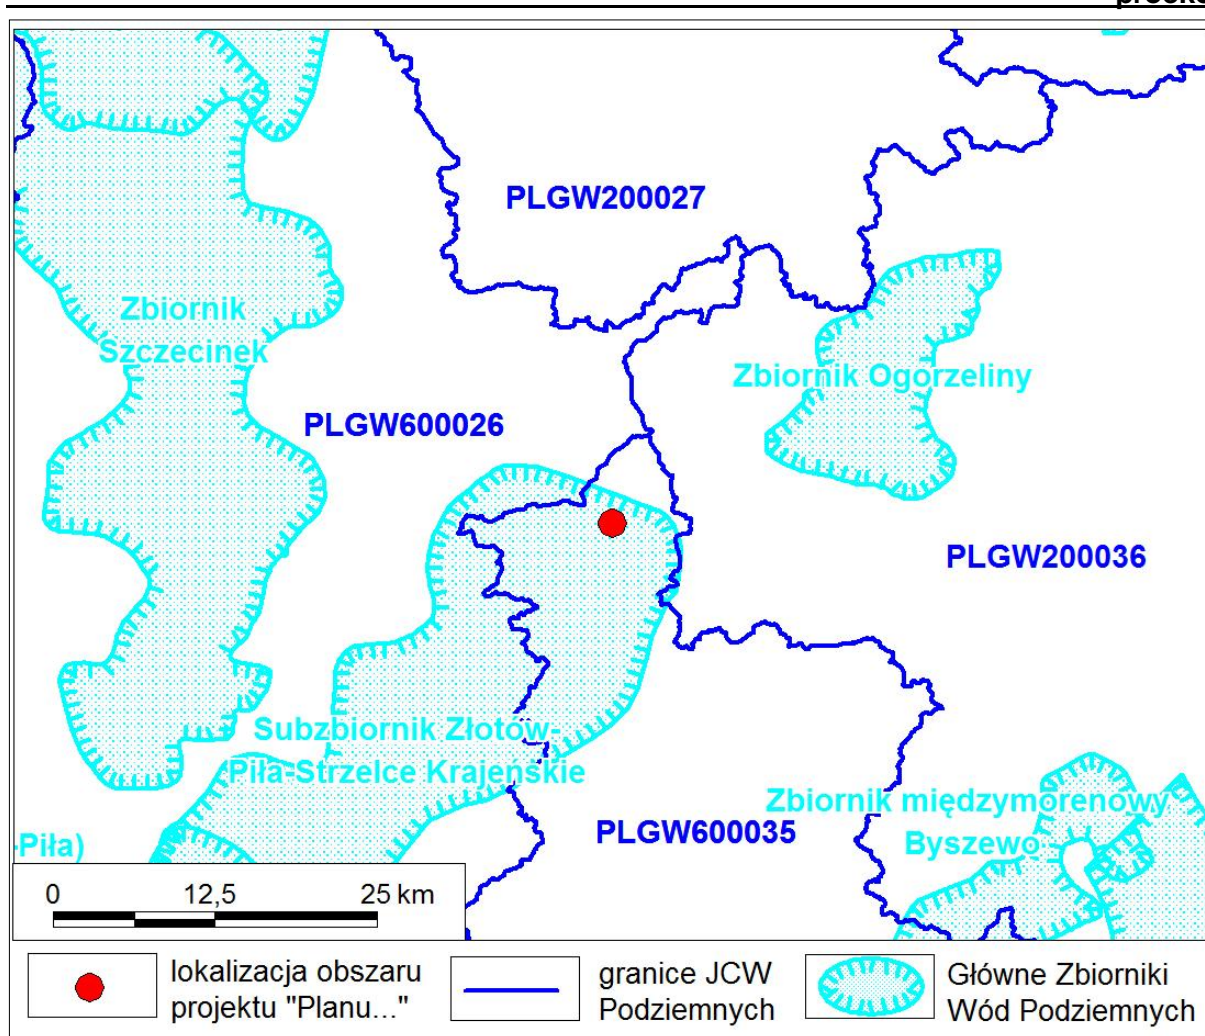 PLGW200027
Zbiornik
Szczecinek
Zbiornik Ogorzeliny
PLGW600026
PLGW200036
Subzbiornik Złotów-
Piła-Strzelce Krajeńskie
Zbiornik międzymorenowy
Byszewo
PLGW600035
-Piła)
0 12,5 25 km
lokalizacja obszaru
projektu "Planu..."
granice JCW
Podziemnych
Główne Zbiorniki
Wód Podziemnych